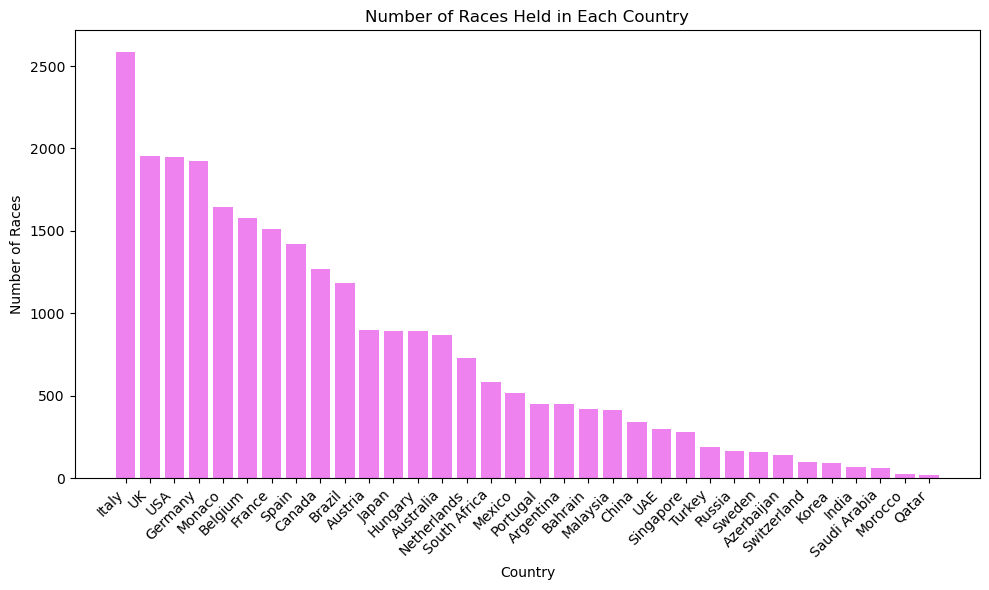 Number of Races Held in Each Country
Number of Races
2500
2000
1500
1000
500
0
Italy
UK
USA
Germany
Monaco
Belgium
France
Spain
Canada
Brazil
Austria
Japan
Hungary
Australia
Netherlands
South Africa
Mexico
Portugal
Argentina
Bahrain
Malaysia
China
UAE
Singapore
Turkey
Russia
Sweden
Azerbaijan
Switzerland
Korea
India
Saudi Arabia
Morocco
Qatar
Country